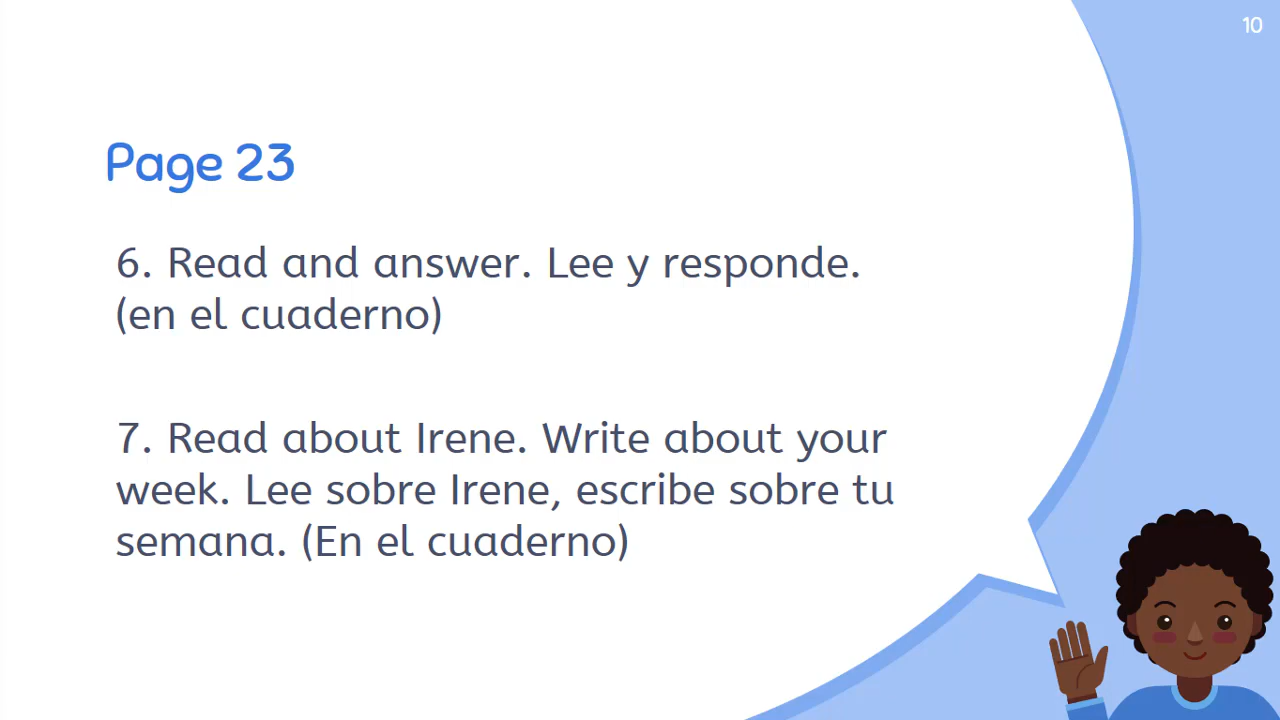 10
Page 23
6. Read and answer. Lee y responde.
(en el cuaderno)
7. Read about Irene. Write about your
week. Lee sobre Irene, escribe sobre tu
semana. (En el cuaderno)